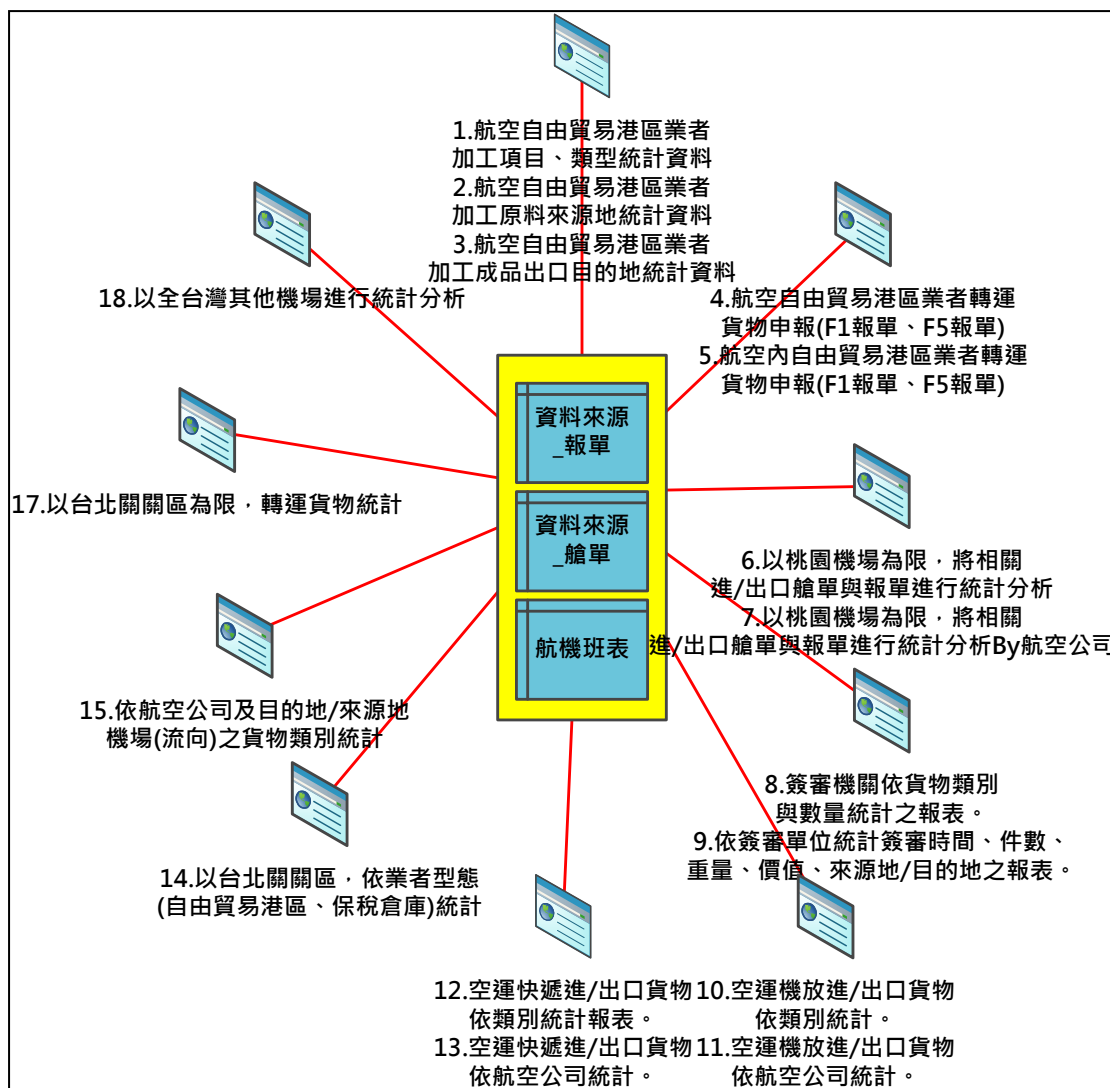 1.航空自由貿易港區業者
加工項目、類型統計資料
2.航空自由貿易港區業者
加工原料來源地統計資料
3.航空自由貿易港區業者
加工成品出口目的地統計資料
18.以全台灣其他機場進行統計分析
4.航空自由貿易港區業者轉運
貨物申報(F1報單、F5報單)
5.航空內自由貿易港區業者轉運
貨物申報(F1報單、F5報單)
資料來源
_報單
資料來源
_艙單
航機班表
17.以台北關關區為限，轉運貨物統計
6.以桃園機場為限，將相關
進/出口艙單與報單進行統計分析
7.以桃園機場為限，將相關
進/出口艙單與報單進行統計分析By航空公司
15.依航空公司及目的地/來源地
機場(流向)之貨物類別統計
8.簽審機關依貨物類別
與數量統計之報表。
9.依簽審單位統計簽審時間、件數、
重量、價值、來源地/目的地之報表。
14.以台北關關區，依業者型態
(自由貿易港區、保稅倉庫)統計
12.空運快遞進/出口貨物
依類別統計報表。
13.空運快遞進/出口貨物
依航空公司統計。
10.空運機放進/出口貨物
依類別統計。
11.空運機放進/出口貨物
依航空公司統計。